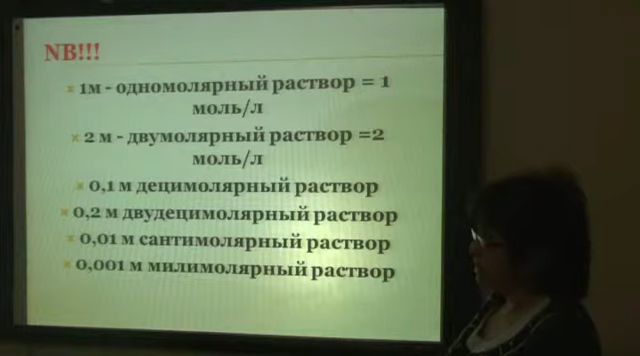 NB!!!
1м - одномолярный раствор = 1
моль/л
2 м - двумолярный раствор =2
моль/л
0,1 м децимолярный раствор
0,2 м двудецимолярный раствор
0,01 м сантимолярный раствор
0,001 м милимолярный раствор